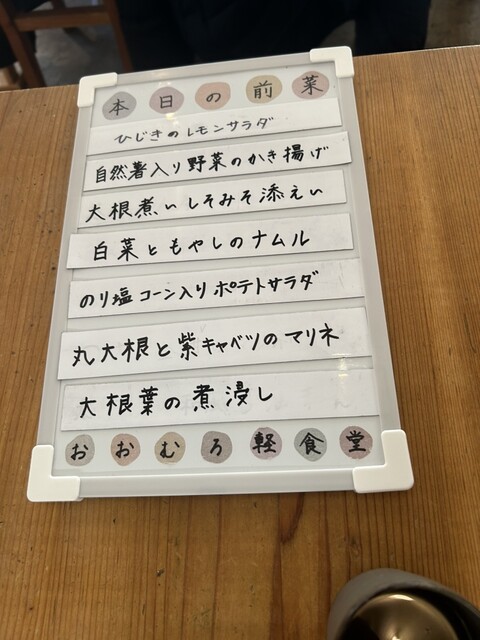 本日の前菜
ひじきのレモンサラダ
自然薯入り野菜のかき揚げ
大根煮ぃしそみそ添えぃ
白菜ともやしのナムル
のり塩コーン入りポテトサラダ
丸大根と紫キャベツのマリネ
大根葉の煮浸し
おおむろ軽食堂